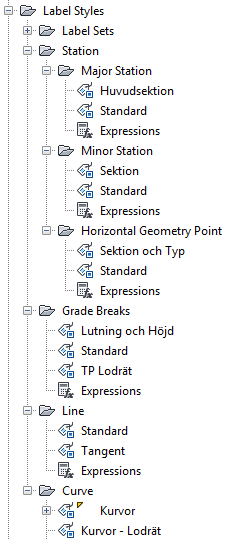 Label Styles
Label Sets
Station
Major Station
Huvudsektion
Standard
Expressions
Minor Station
Sektion
Standard
Expressions
Horizontal Geometry Point
Sektion och Typ
Standard
Expressions
Grade Breaks
Lutning och Höjd
Standard
TP Lodrät
Expressions
Line
Standard
Tangent
Expressions
Curve
Kurvor
Kurvor - Lodrät